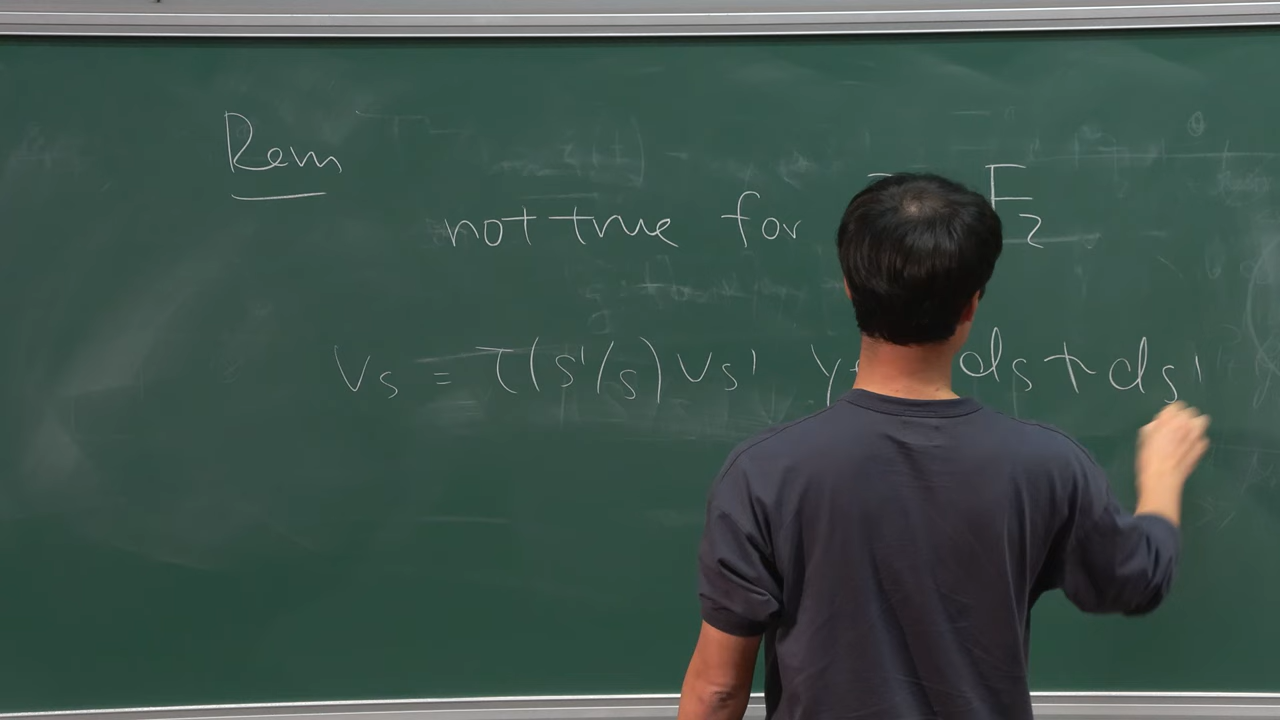 Rem
not true for F₂
Vs = τ(s'/s) Vs' ds + ds'